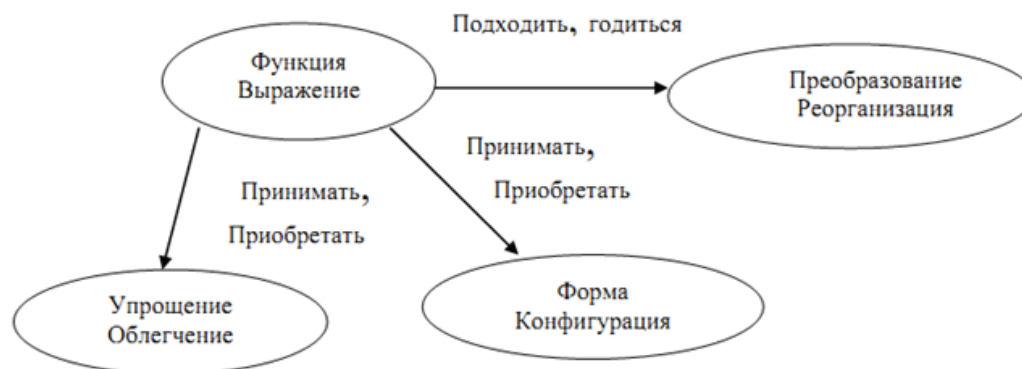 Подходить, годиться
Функция
Выражение
Преобразование
Реорганизация
Принимать,
Приобретать
Принимать,
Приобретать
Упрощение
Облегчение
Форма
Конфигурация